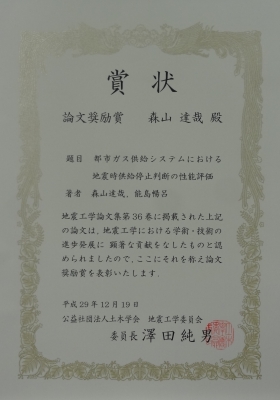 賞状
論文奨励賞 森山 達哉 殿
題目 都市ガス供給システムにおける
地震時供給停止判断の性能評価
著者 森山達哉、能島暢呂
地震工学論文集第36巻に掲載された上記
の論文は、地震工学における学術・技術の
進歩発展に 顕著な貢献をしたものと認
められましたので、ここにそれを称え論文
奨励賞を表彰いたします.
平成29年12月19日
公益社団法人土木学会 地震工学委員会
委員長 澤田純男